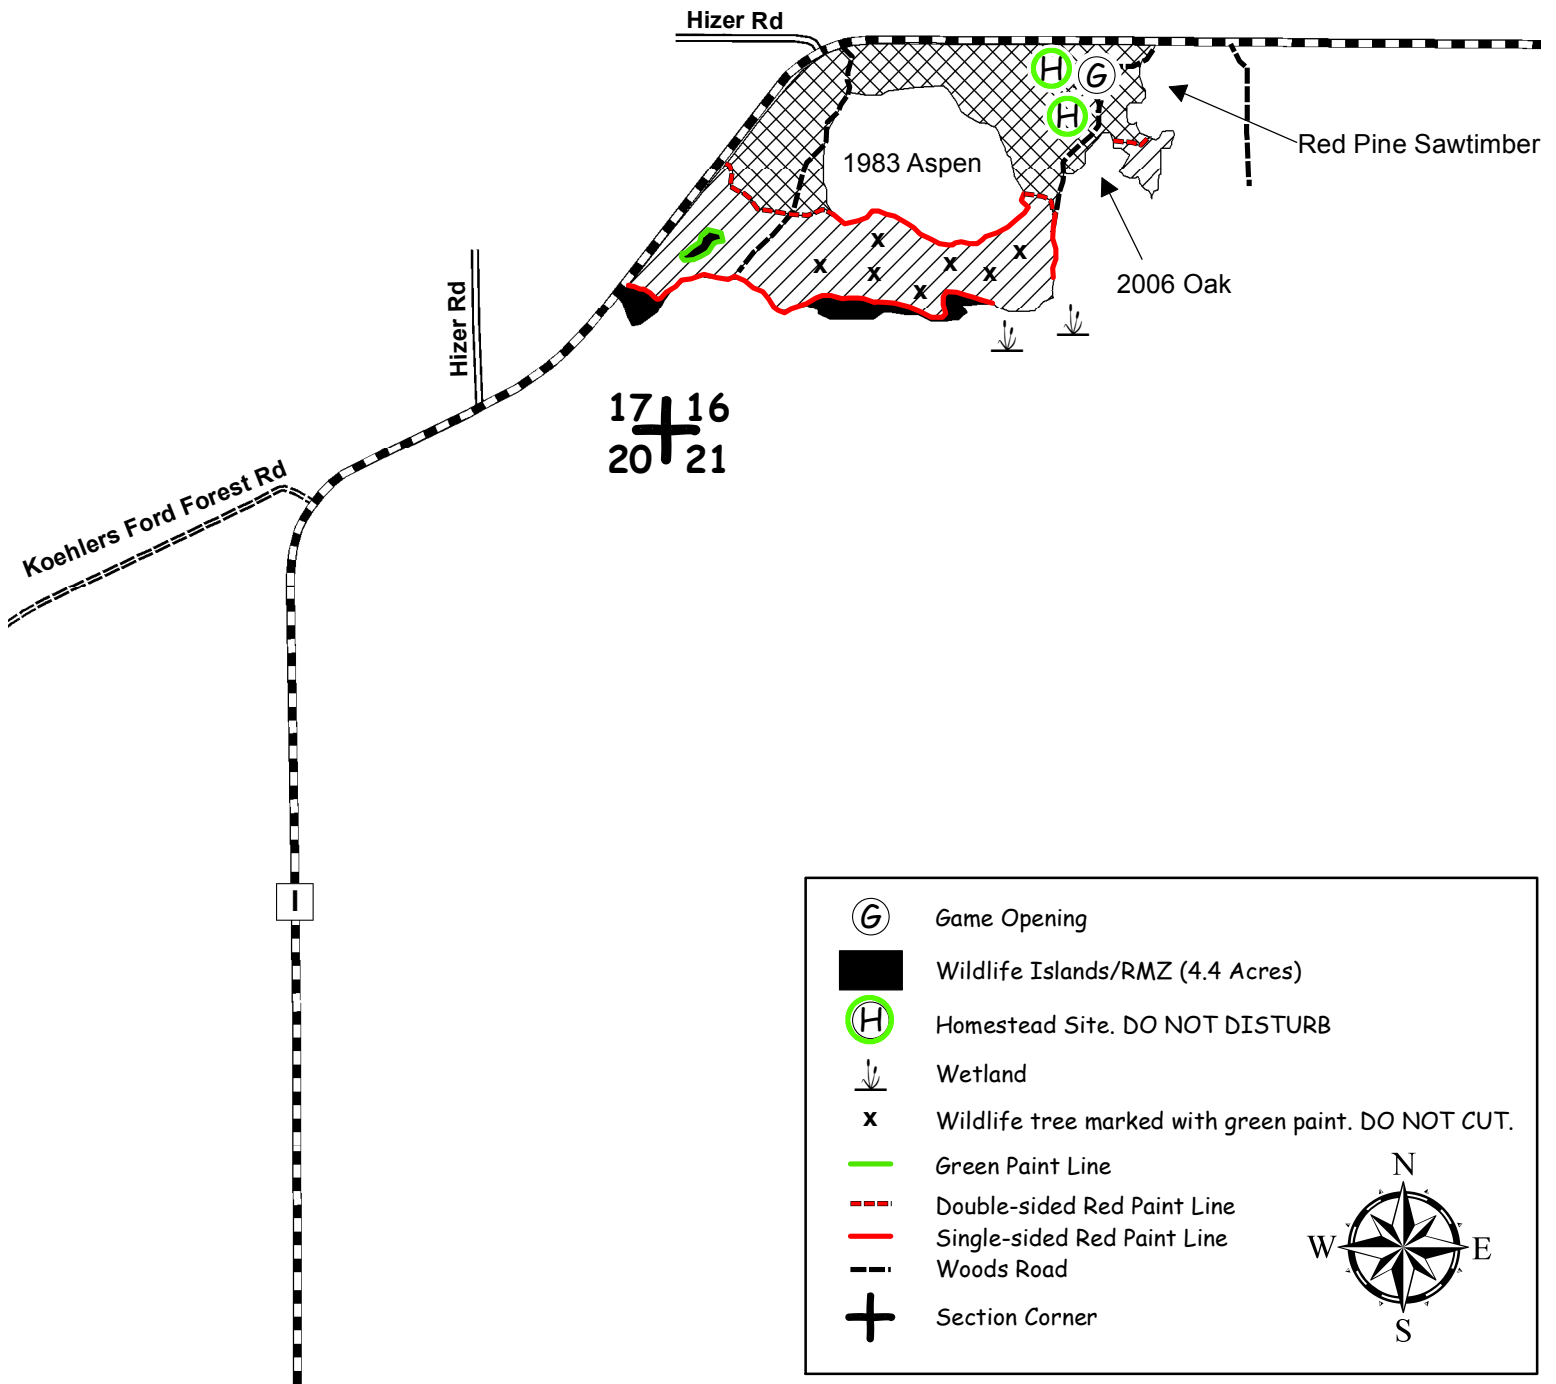 Hizer Rd
H
G
H
Red Pine Sawtimber
1983 Aspen
x
x
x
x
x
x
x
2006 Oak
Hizer Rd
17 16
20 21
Koehlers Ford Forest Rd
I
G Game Opening
Wildlife Islands/RMZ (4.4 Acres)
H Homestead Site. DO NOT DISTURB
Wetland
x Wildlife tree marked with green paint. DO NOT CUT.
Green Paint Line
Double-sided Red Paint Line
Single-sided Red Paint Line
Woods Road
Section Corner
N
W E
S